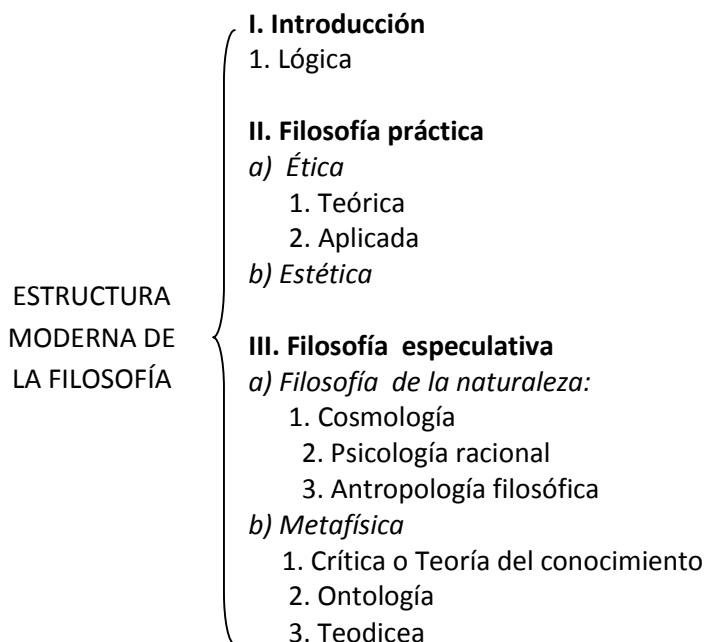 ESTRUCTURA
MODERNA DE
LA FILOSOFÍA
I. Introducción
1. Lógica
II. Filosofía práctica
a) Ética
1. Teórica
2. Aplicada
b) Estética
III. Filosofía especulativa
a) Filosofía de la naturaleza:
1. Cosmología
2. Psicología racional
3. Antropología filosófica
b) Metafísica
1. Crítica o Teoría del conocimiento
2. Ontología
3. Teodicea